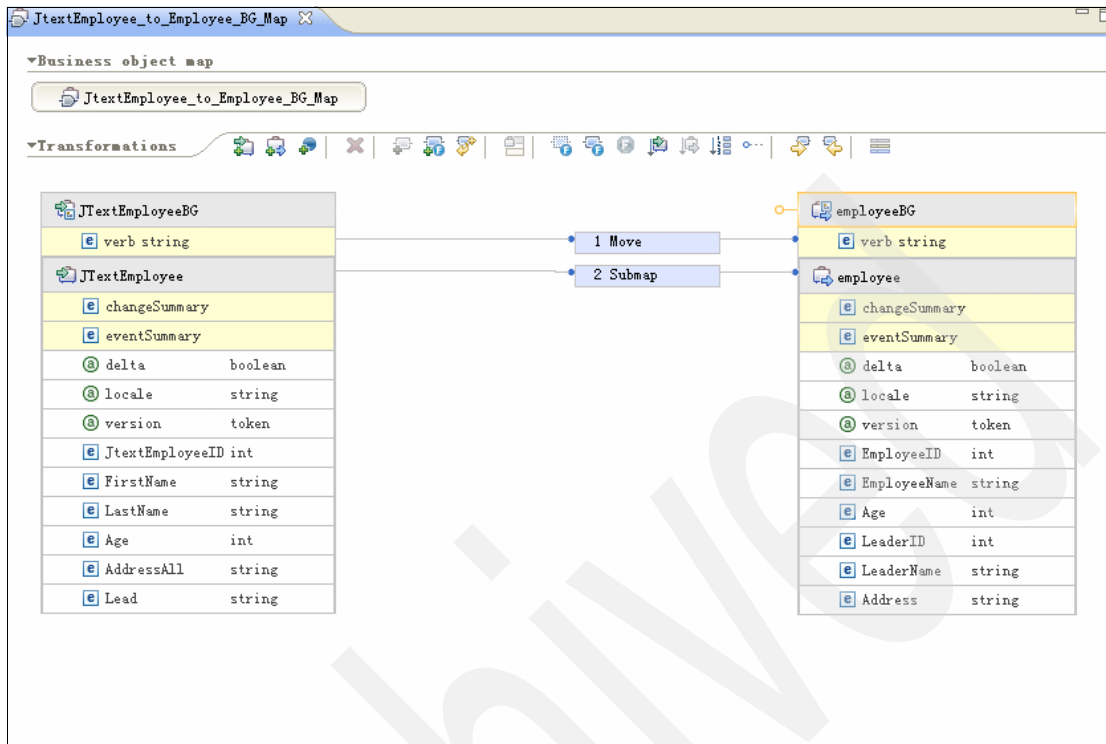 JtextEmployee_to_Employee_BG_Map
Business object map
JtextEmployee_to_Employee_BG_Map
Transformations
JTextEmployeeBG
verb string
JTextEmployee
changeSummary
eventSummary
delta boolean
locale string
version token
JtextEmployeeID int
FirstName string
LastName string
Age int
AddressAll string
Lead string
1 Move
2 Submap
employeeBG
verb string
employee
changeSummary
eventSummary
delta boolean
locale string
version token
EmployeeID int
EmployeeName string
Age int
LeaderID int
LeaderName string
Address string